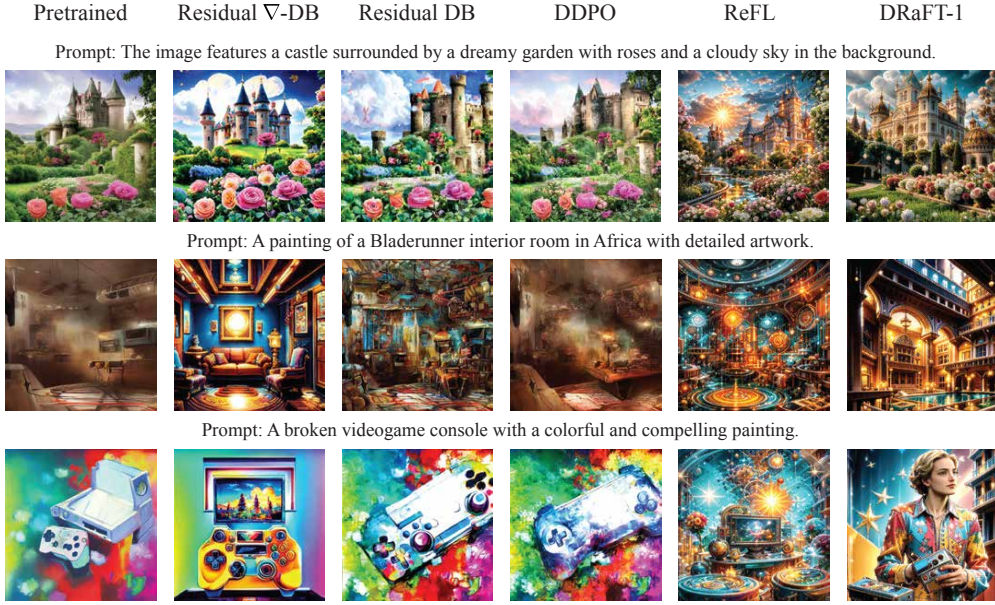 Pretrained Residual ∇-DB Residual DB DDPO ReFL DRaFT-1
Prompt: The image features a castle surrounded by a dreamy garden with roses and a cloudy sky in the background.
Prompt: A painting of a Bladerunner interior room in Africa with detailed artwork.
Prompt: A broken videogame console with a colorful and compelling painting.